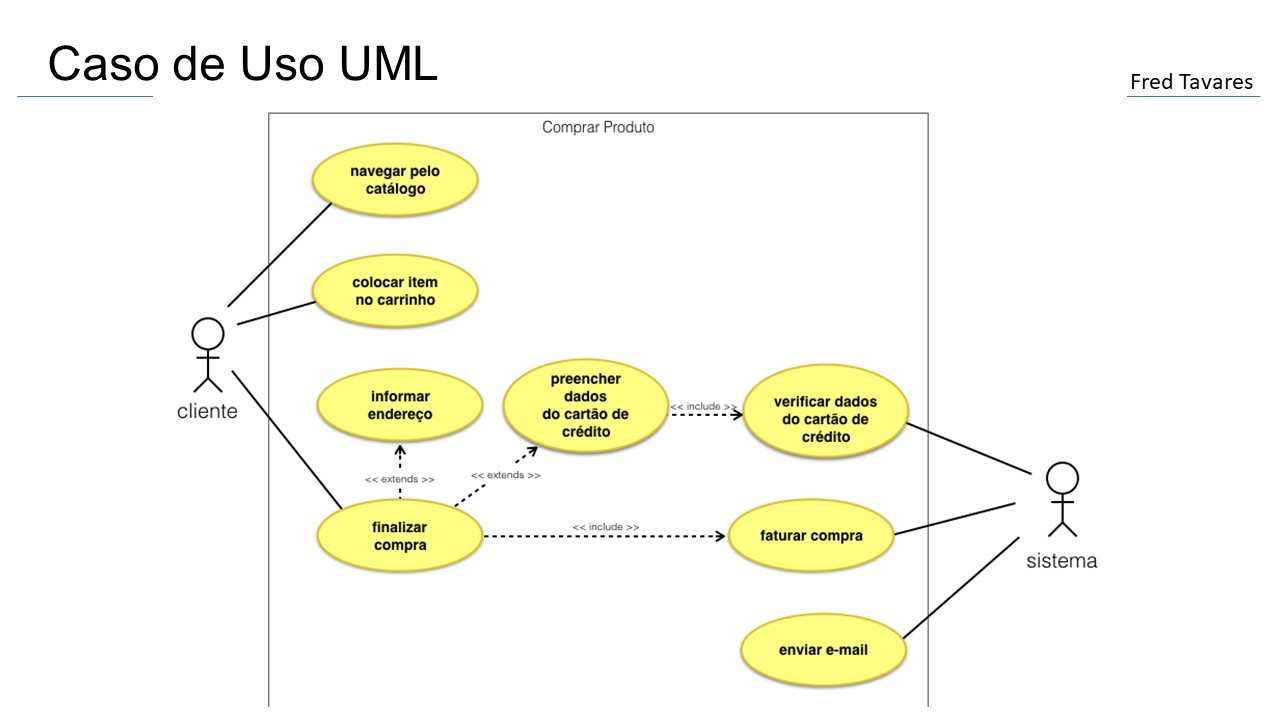 Caso de Uso UML
Fred Tavares
Comprar Produto
navegar pelo
catálogo
colocar item
no carrinho
cliente
informar
endereço
preencher
dados
do cartão de
crédito
<< include >>
verificar dados
do cartão de
crédito
<< extends >>
<< extends >>
finalizar
compra
<< include >>
faturar compra
sistema
enviar e-mail